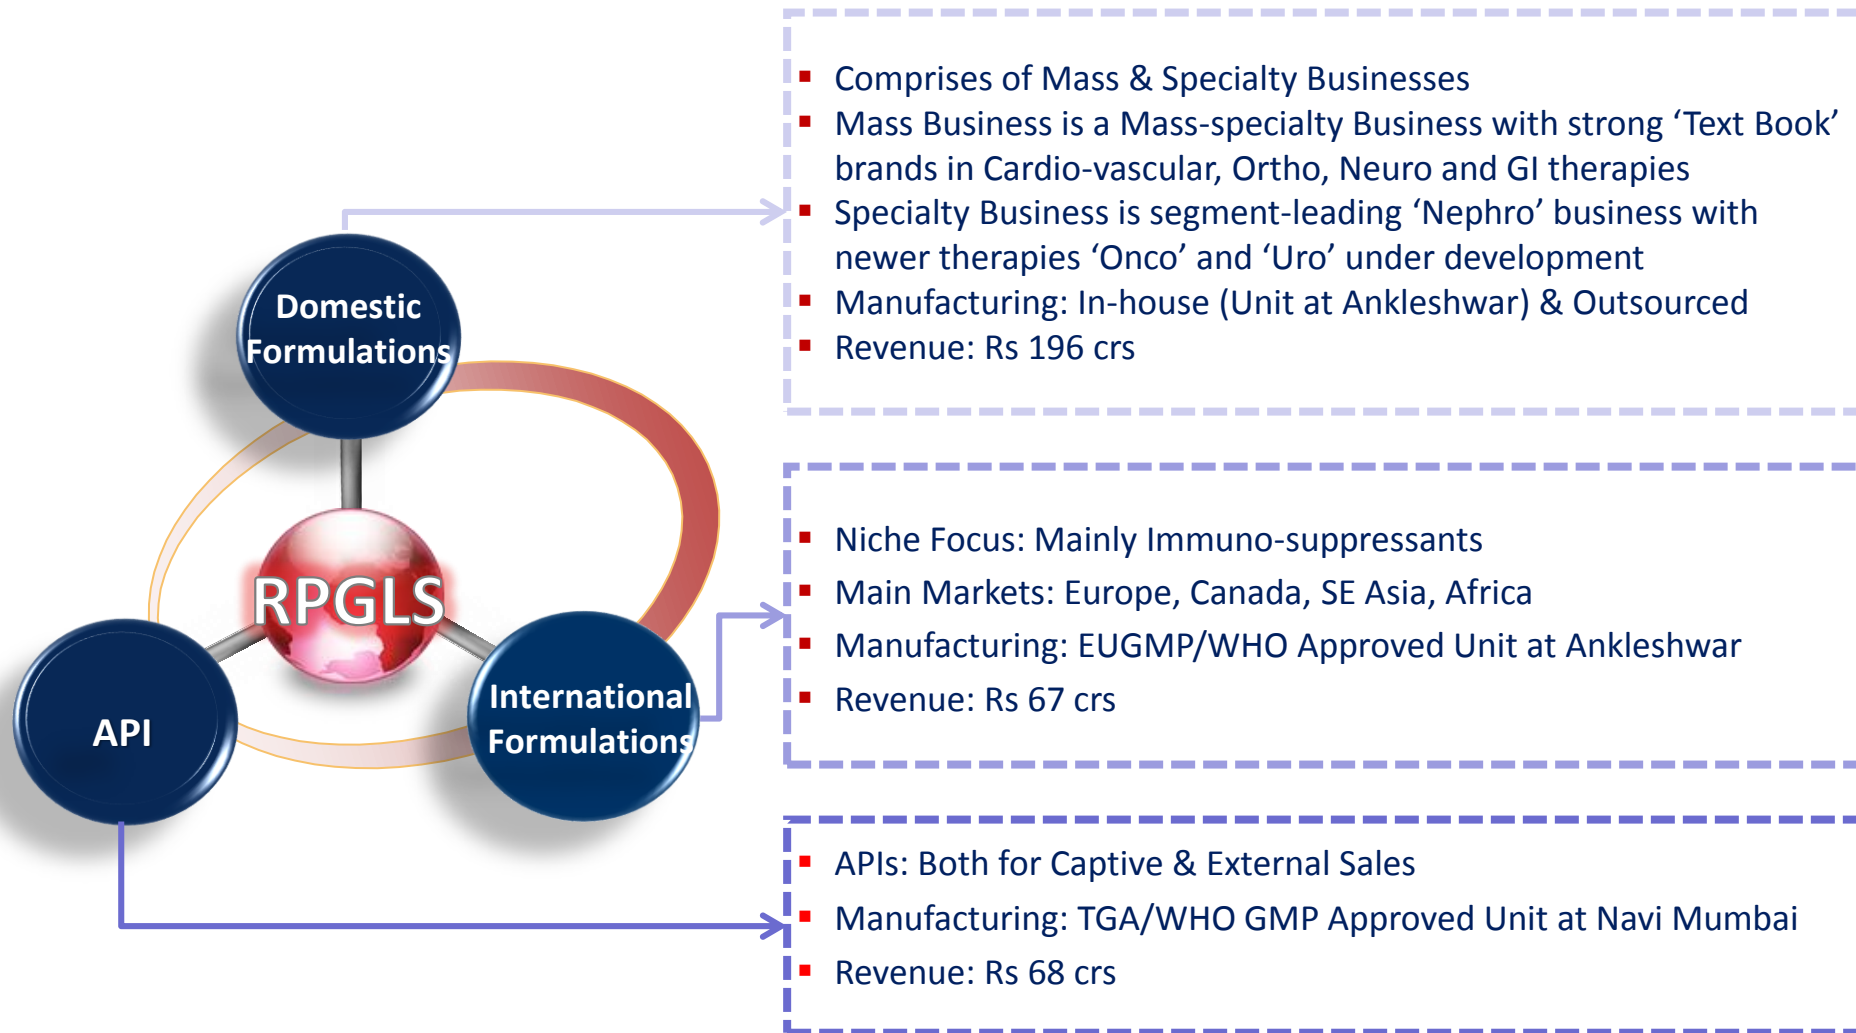 Domestic
Formulations
RPGLS
API
International
Formulations
▪ Comprises of Mass & Specialty Businesses
▪ Mass Business is a Mass-specialty Business with strong ‘Text Book’
brands in Cardio-vascular, Ortho, Neuro and GI therapies
▪ Specialty Business is segment-leading ‘Nephro’ business with
newer therapies ‘Onco’ and ‘Uro’ under development
▪ Manufacturing: In-house (Unit at Ankleshwar) & Outsourced
▪ Revenue: Rs 196 crs
▪ Niche Focus: Mainly Immuno-suppressants
▪ Main Markets: Europe, Canada, SE Asia, Africa
▪ Manufacturing: EUGMP/WHO Approved Unit at Ankleshwar
▪ Revenue: Rs 67 crs
▪ APIs: Both for Captive & External Sales
▪ Manufacturing: TGA/WHO GMP Approved Unit at Navi Mumbai
▪ Revenue: Rs 68 crs